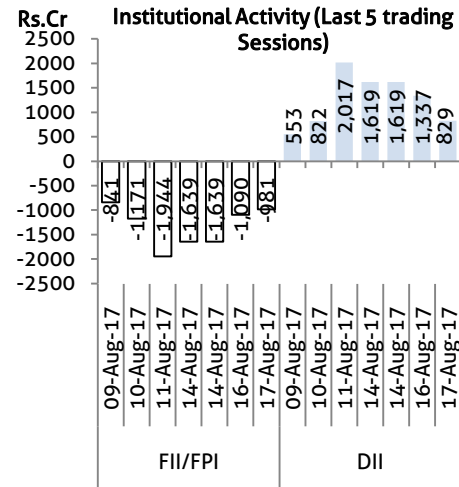 Rs.Cr
Institutional Activity (Last 5 trading
Sessions)
2500
2000
1500
1000
500
0
-500
-1000
-1500
-2000
-2500
-841
-1,171
-1,944
-1,639
-1,639
-1,090
-981
553
822
2,017
1,619
1,619
1,337
829
09-Aug-17
10-Aug-17
11-Aug-17
14-Aug-17
14-Aug-17
16-Aug-17
17-Aug-17
09-Aug-17
10-Aug-17
11-Aug-17
14-Aug-17
14-Aug-17
16-Aug-17
17-Aug-17
FII/FPI
DII